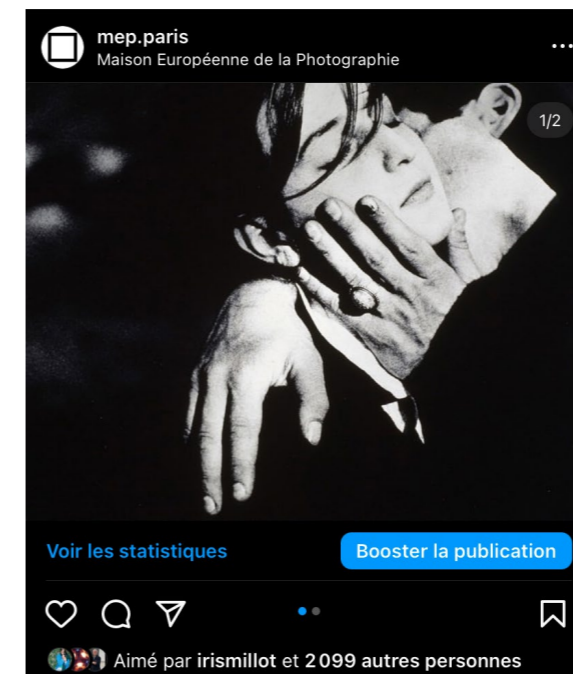 mep.paris
Maison Européenne de la Photographie
1/2
Voir les statistiques
Booster la publication
Aimé par irismillot et 2 099 autres personnes